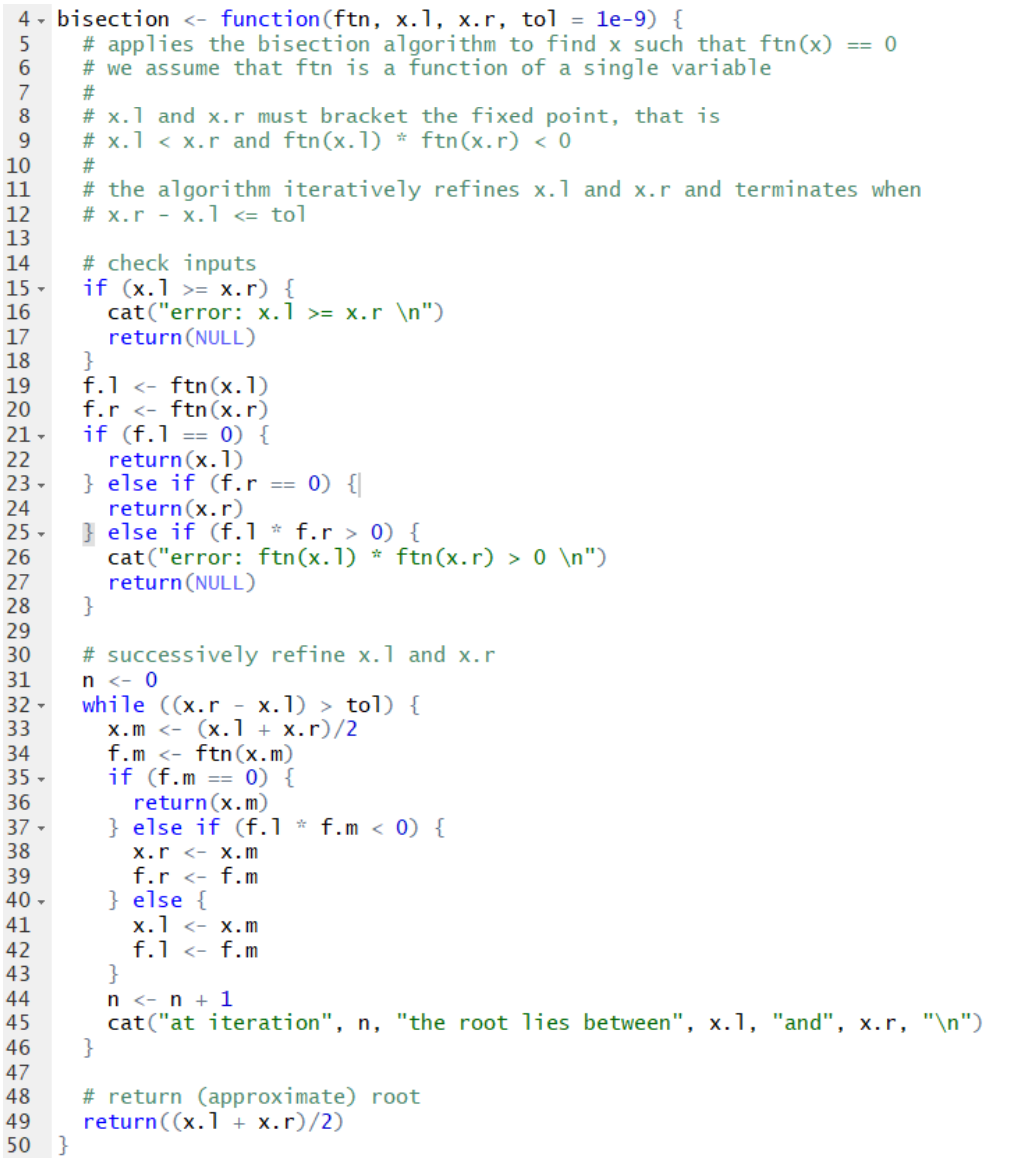 4 bisection <- function(ftn, x.l, x.r, tol = 1e-9) {
5   # applies the bisection algorithm to find x such that ftn(x) == 0
6   # we assume that ftn is a function of a single variable
7   #
8   # x.l and x.r must bracket the fixed point, that is
9   # x.l < x.r and ftn(x.l) * ftn(x.r) < 0
10   #
11   # the algorithm iteratively refines x.l and x.r and terminates when
12   # x.r - x.l <= tol
13
14   # check inputs
15   if (x.l >= x.r) {
16     cat("error: x.l >= x.r \n")
17     return(NULL)
18   }
19   f.l <- ftn(x.l)
20   f.r <- ftn(x.r)
21   if (f.l == 0) {
22     return(x.l)
23   } else if (f.r == 0) {
24     return(x.r)
25   } else if (f.l * f.r > 0) {
26     cat("error: ftn(x.l) * ftn(x.r) > 0 \n")
27     return(NULL)
28   }
29
30   # successively refine x.l and x.r
31   n <- 0
32   while ((x.r - x.l) > tol) {
33     x.m <- (x.l + x.r)/2
34     f.m <- ftn(x.m)
35     if (f.m == 0) {
36       return(x.m)
37     } else if (f.l * f.m < 0) {
38       x.r <- x.m
39       f.r <- f.m
40     } else {
41       x.l <- x.m
42       f.l <- f.m
43     }
44     n <- n + 1
45     cat("at iteration", n, "the root lies between", x.l, "and", x.r, "\n")
46   }
47
48   # return (approximate) root
49   return((x.l + x.r)/2)
50 }